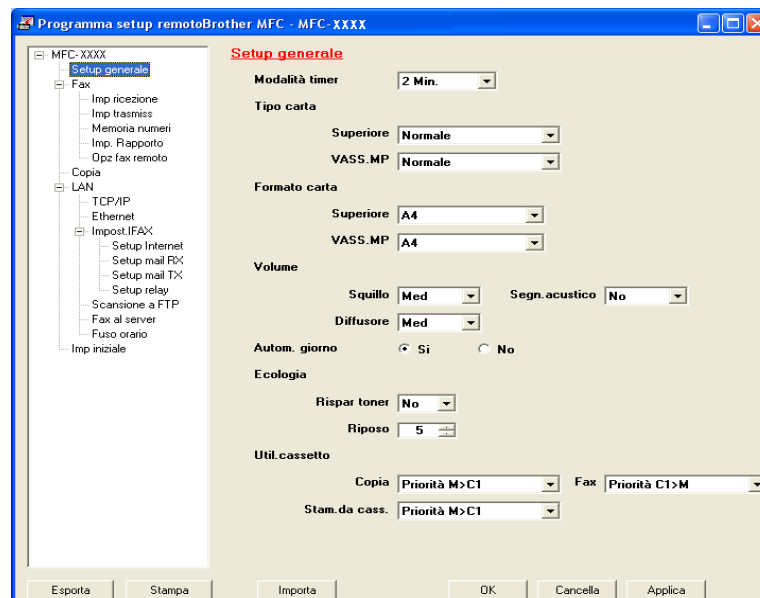 Programma setup remotoBrother MFC - MFC-XXXX
MFC-XXXX
Setup generale
Fax
Imp ricezione
Imp trasmiss
Memoria numeri
Imp. Rapporto
Opz fax remoto
Copia
LAN
TCP/IP
Ethernet
Impost.IFAX
Setup Internet
Setup mail RX
Setup mail TX
Setup relay
Scansione a FTP
Fax al server
Fuso orario
Imp iniziale
Setup generale
Modalità timer 2 Min.
Tipo carta
Superiore Normale
VASS.MP Normale
Formato carta
Superiore A4
VASS.MP A4
Volume
Squillo Med Segn.acustico No
Diffusore Med
Autom. giorno Si No
Ecologia
Rispar toner No
Riposo 5
Util.cassetto
Copia Priorità M>C1 Fax Priorità C1>M
Stam.da cass. Priorità M>C1
Esporta Stampa Importa OK Cancella Applica